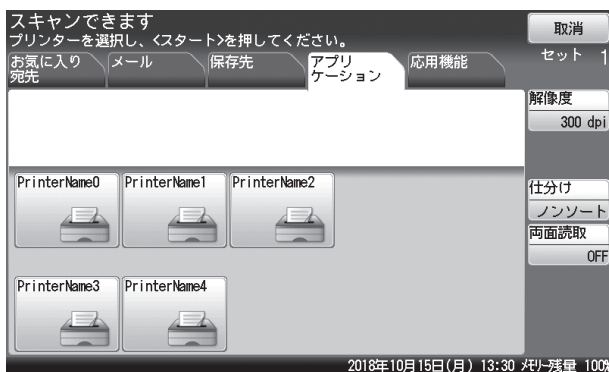 スキャンできます
プリンターを選択し、<スタート>を押してください。
取消
セット 1
お気に入り
宛先
メール
保存先
アプリ
ケーション
応用機能
解像度
300 dpi
PrinterName0
PrinterName1
PrinterName2
仕分け
ノンソート
両面読取
OFF
PrinterName3
PrinterName4
2018年10月15日(月) 13:30 メモリー残量 100%